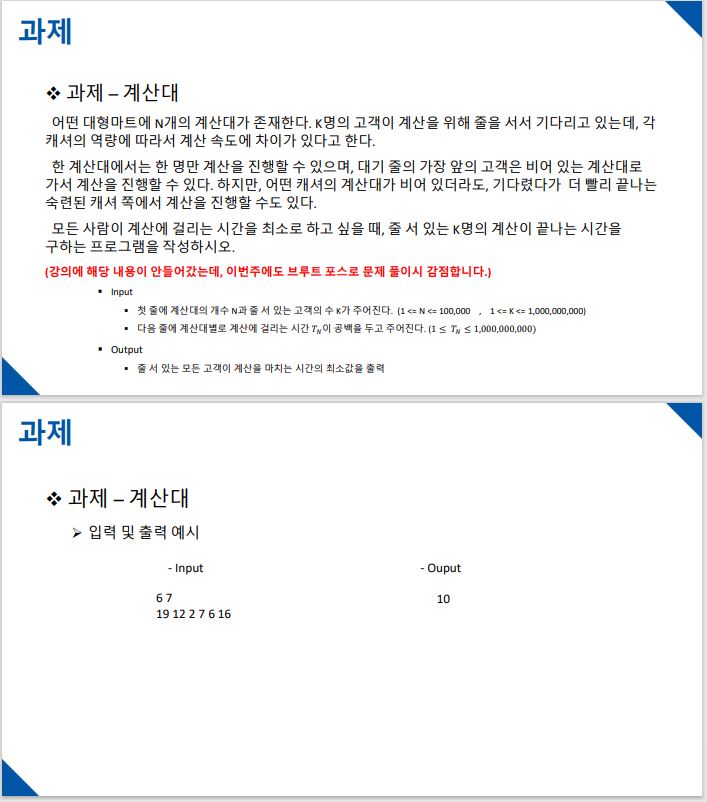 과제
❖ 과제 – 계산대
어떤 대형마트에 N개의 계산대가 존재한다. K명의 고객이 계산을 위해 줄을 서서 기다리고 있는데, 각
캐셔의 역량에 따라서 계산 속도에 차이가 있다고 한다.
한 계산대에서는 한 명만 계산을 진행할 수 있으며, 대기 줄의 가장 앞의 고객은 비어 있는 계산대로
가서 계산을 진행할 수 있다. 하지만, 어떤 캐셔의 계산대가 비어 있더라도, 기다렸다가 더 빨리 끝나는
숙련된 캐셔 쪽에서 계산을 진행할 수도 있다.
모든 사람이 계산에 걸리는 시간을 최소로 하고 싶을 때, 줄 서 있는 K명의 계산이 끝나는 시간을
구하는 프로그램을 작성하시오.
(강의에 해당 내용이 안들어갔는데, 이번주에도 브루트 포스로 문제 풀이시 감점합니다.)
▪ Input
▪ 첫 줄에 계산대의 개수 N과 줄 서 있는 고객의 수 K가 주어진다. (1 <= N <= 100,000 , 1 <= K <= 1,000,000,000)
▪ 다음 줄에 계산대별로 계산에 걸리는 시간 T_N이 공백을 두고 주어진다. (1 ≤ T_N ≤ 1,000,000,000)
▪ Output
▪ 줄 서 있는 모든 고객이 계산을 마치는 시간의 최소값을 출력
과제
❖ 과제 – 계산대
➢ 입력 및 출력 예시
- Input
6 7
19 12 2 7 6 16
- Ouput
10